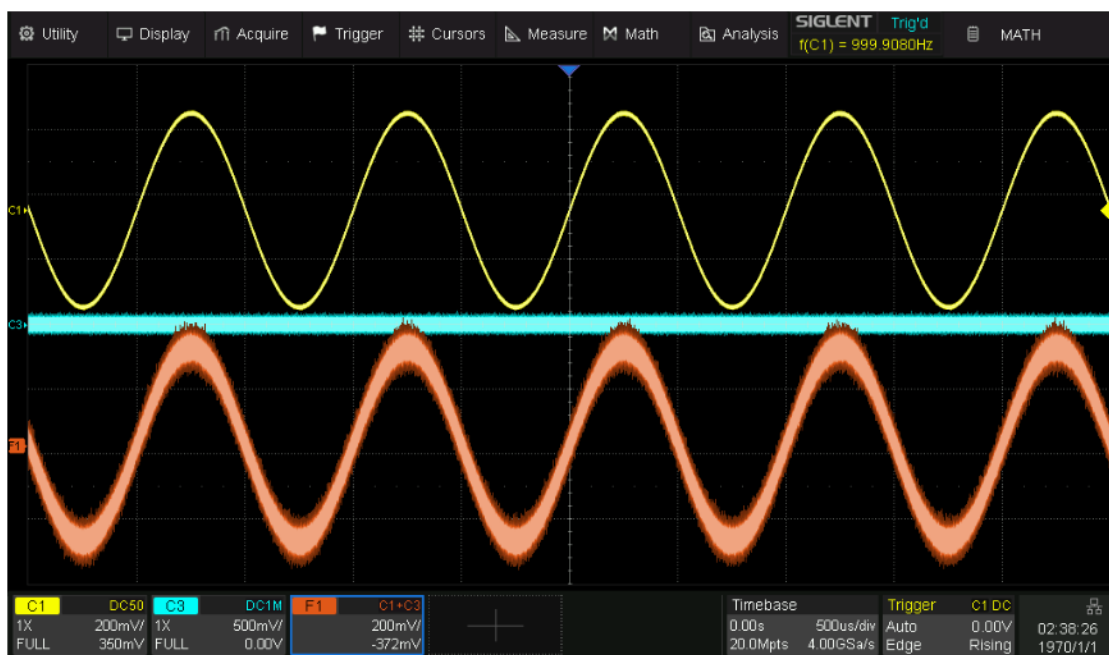 Utility Display Acquire Trigger Cursors Measure Math Analysis SIGLENT Trig'd MATH
f(C1) = 999.9080Hz
C1
C3
F1
C1 DC50 C3 DC1M F1 C1+C3 Timebase Trigger C1 DC
1X 200mV/ 1X 500mV/ 200mV/ 0.00s 500us/div Auto 0.00V 02:38:26
FULL 350mV FULL 0.00V -372mV 20.0Mpts 4.00GSa/s Edge Rising 1970/1/1